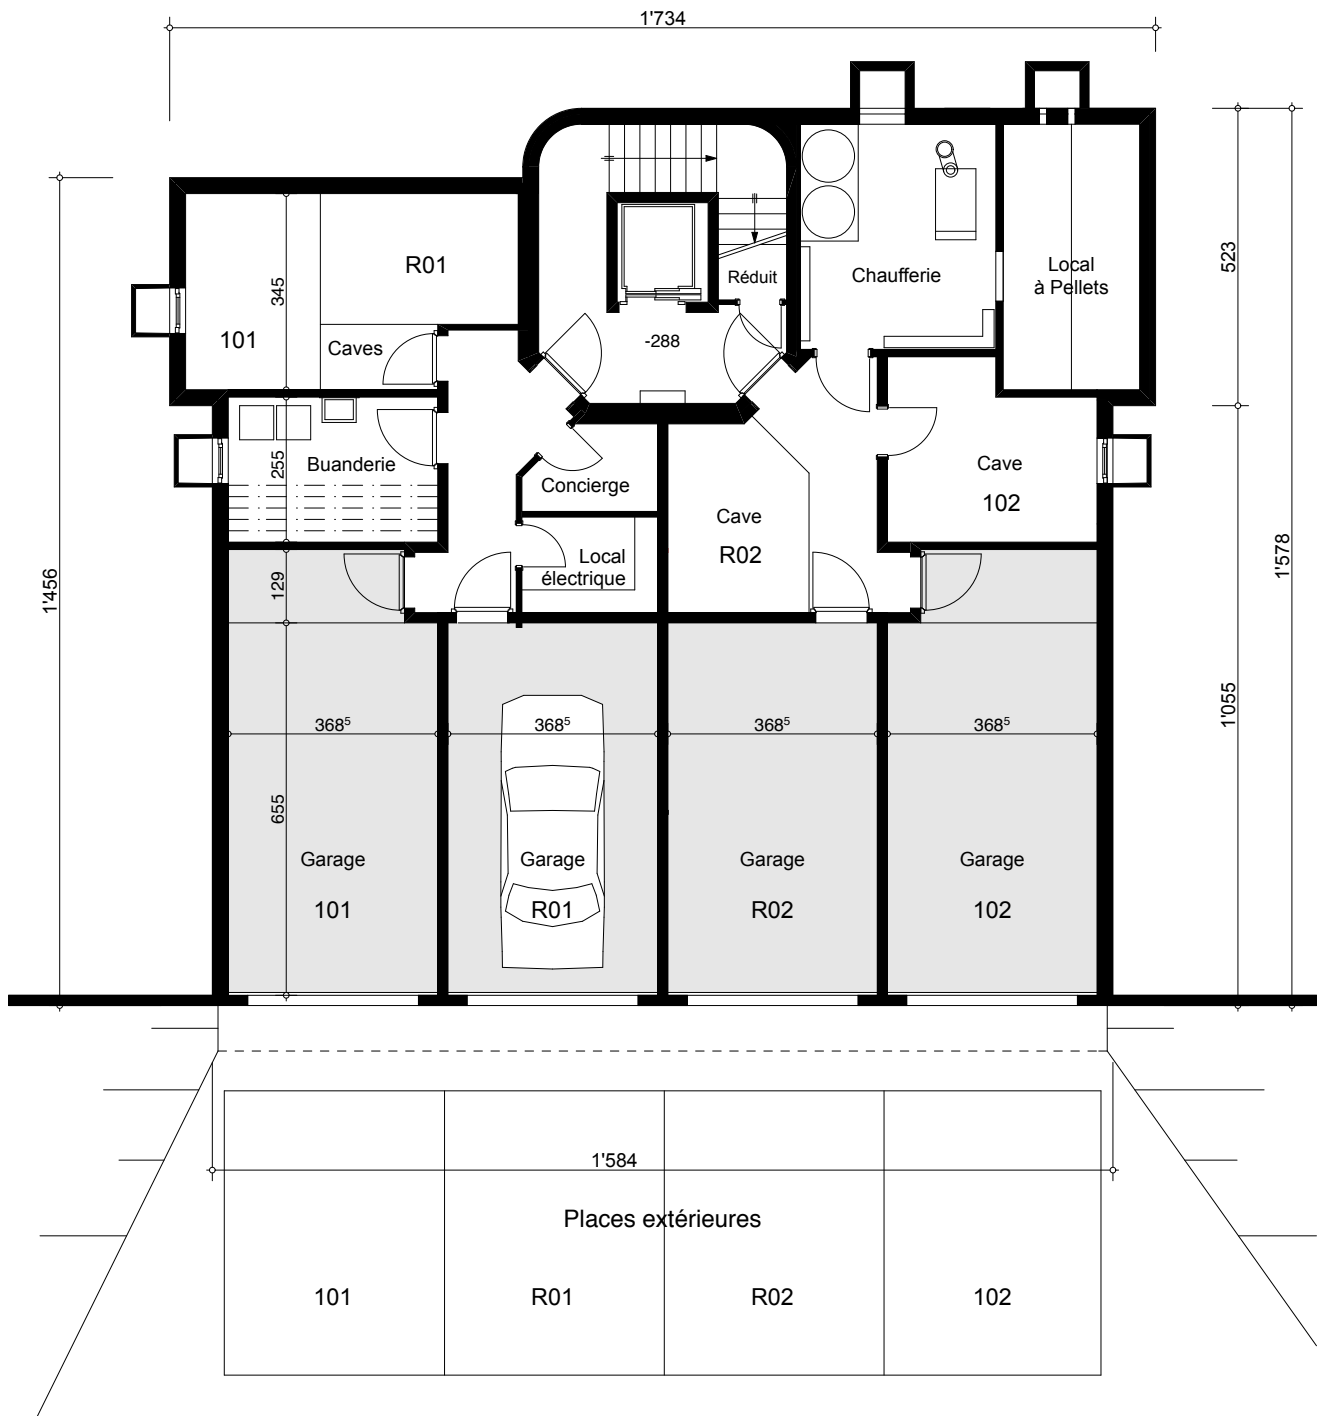 1'734
523
1'578
1'456
1'055
R01
345
101
Caves
Réduit
-288
Chaufferie
Local
à Pellets
255
Buanderie
Concierge
Cave
R02
Cave
102
Local
électrique
129
368⁵
368⁵
368⁵
368⁵
655
Garage
101
Garage
R01
Garage
R02
Garage
102
1'584
Places extérieures
101
R01
R02
102